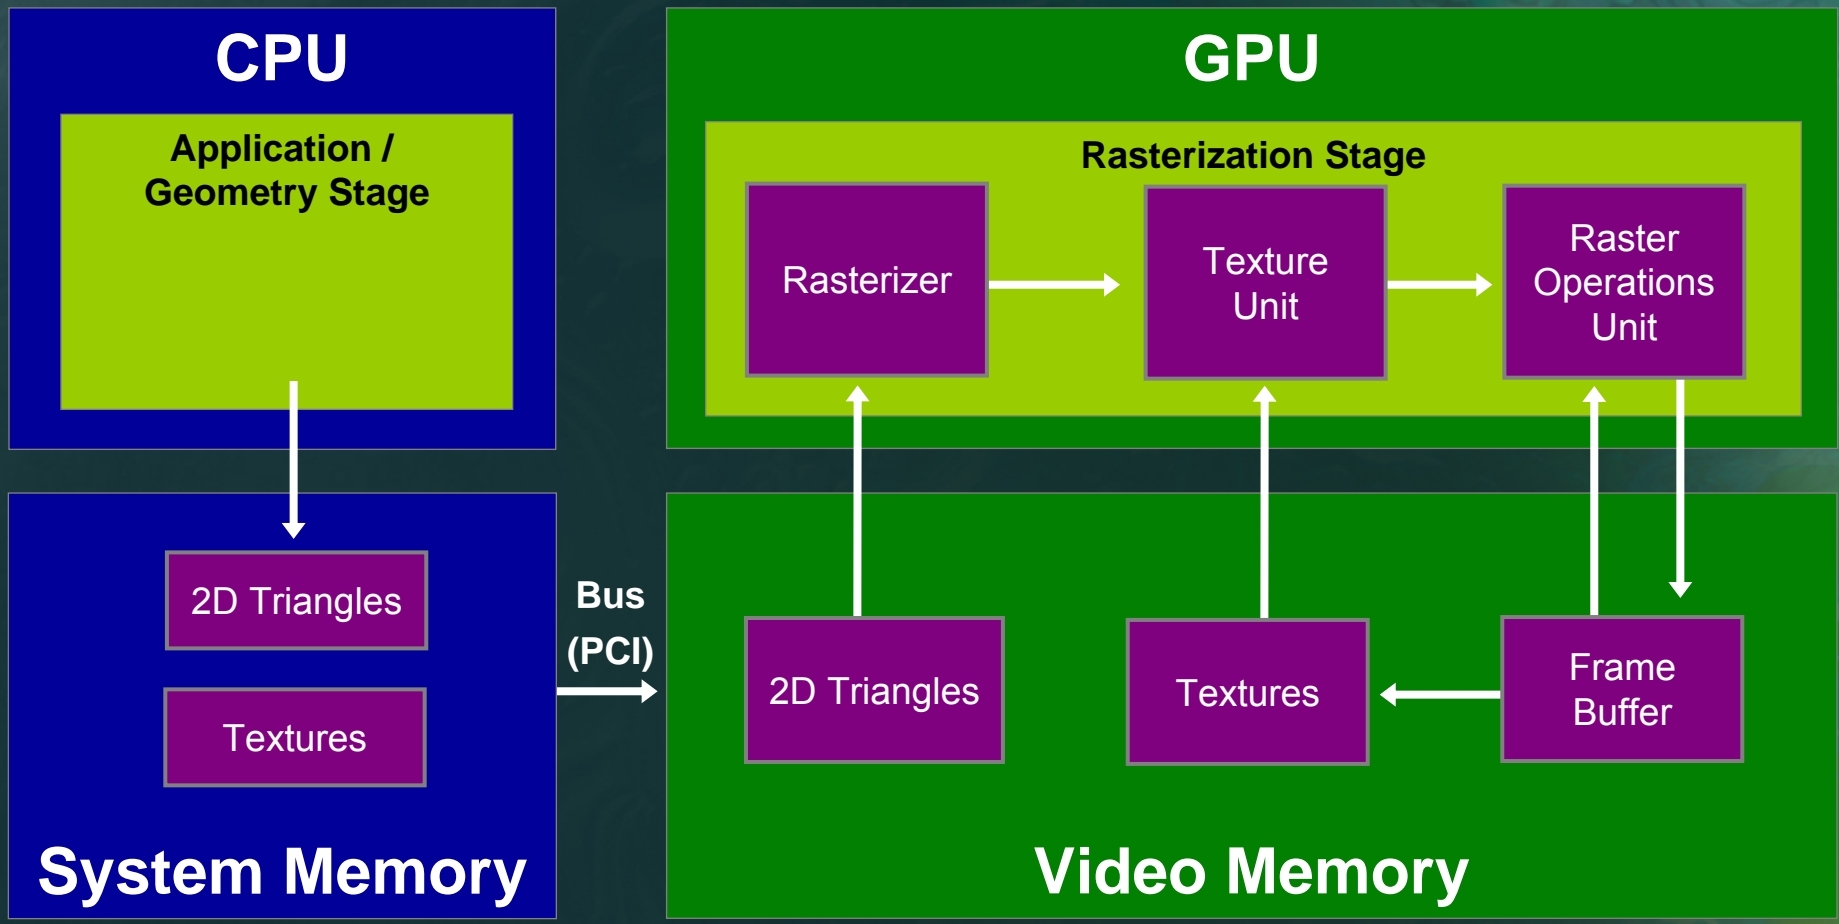 CPU
Application /
Geometry Stage
GPU
Rasterization Stage
Rasterizer
Texture
Unit
Raster
Operations
Unit
2D Triangles
Textures
System Memory
Bus
(PCI)
2D Triangles
Textures
Frame
Buffer
Video Memory